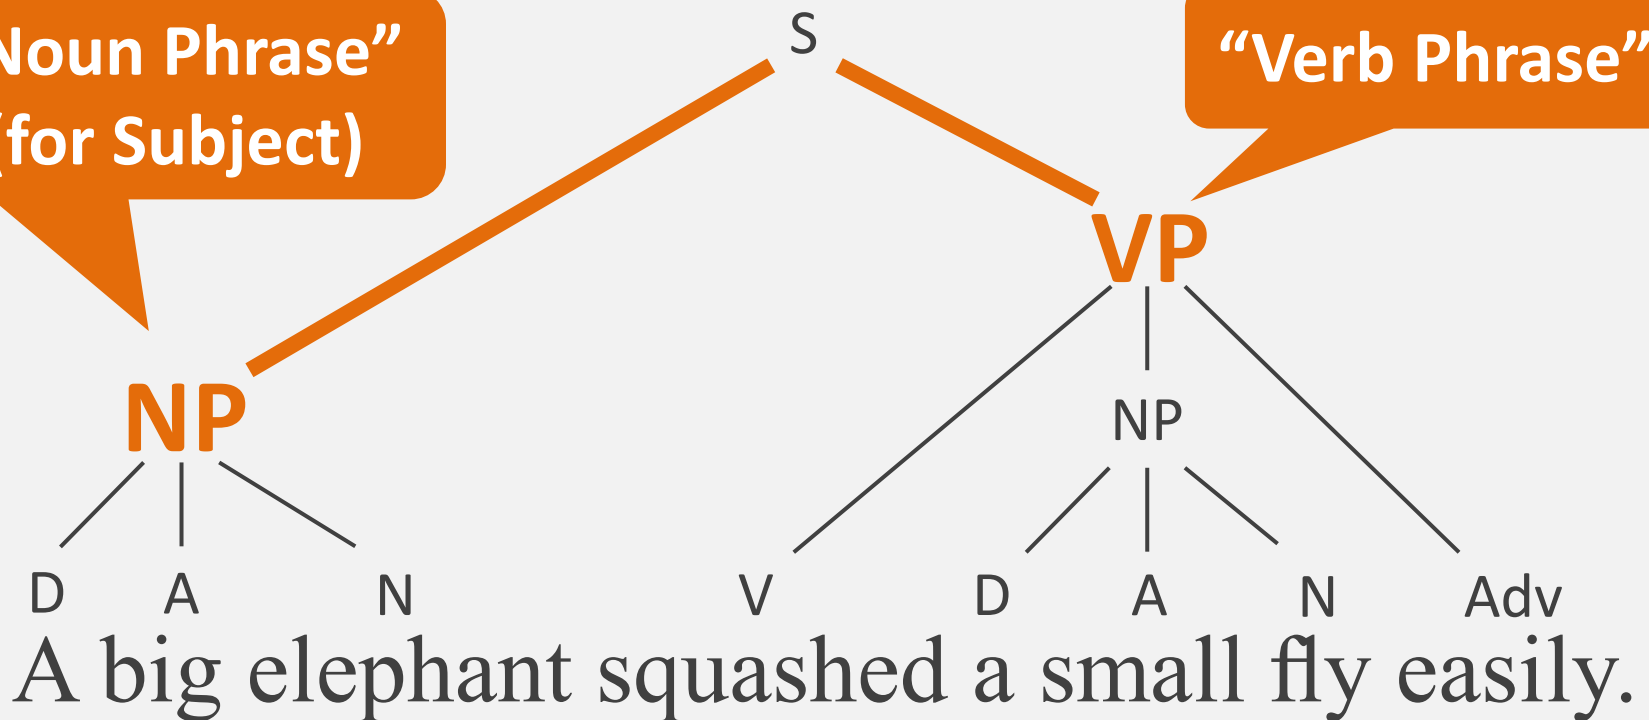 S
Noun Phrase”
(for Subject)
“Verb Phrase”
VP
NP
NP
D A N V D A N Adv
A big elephant squashed a small fly easily.